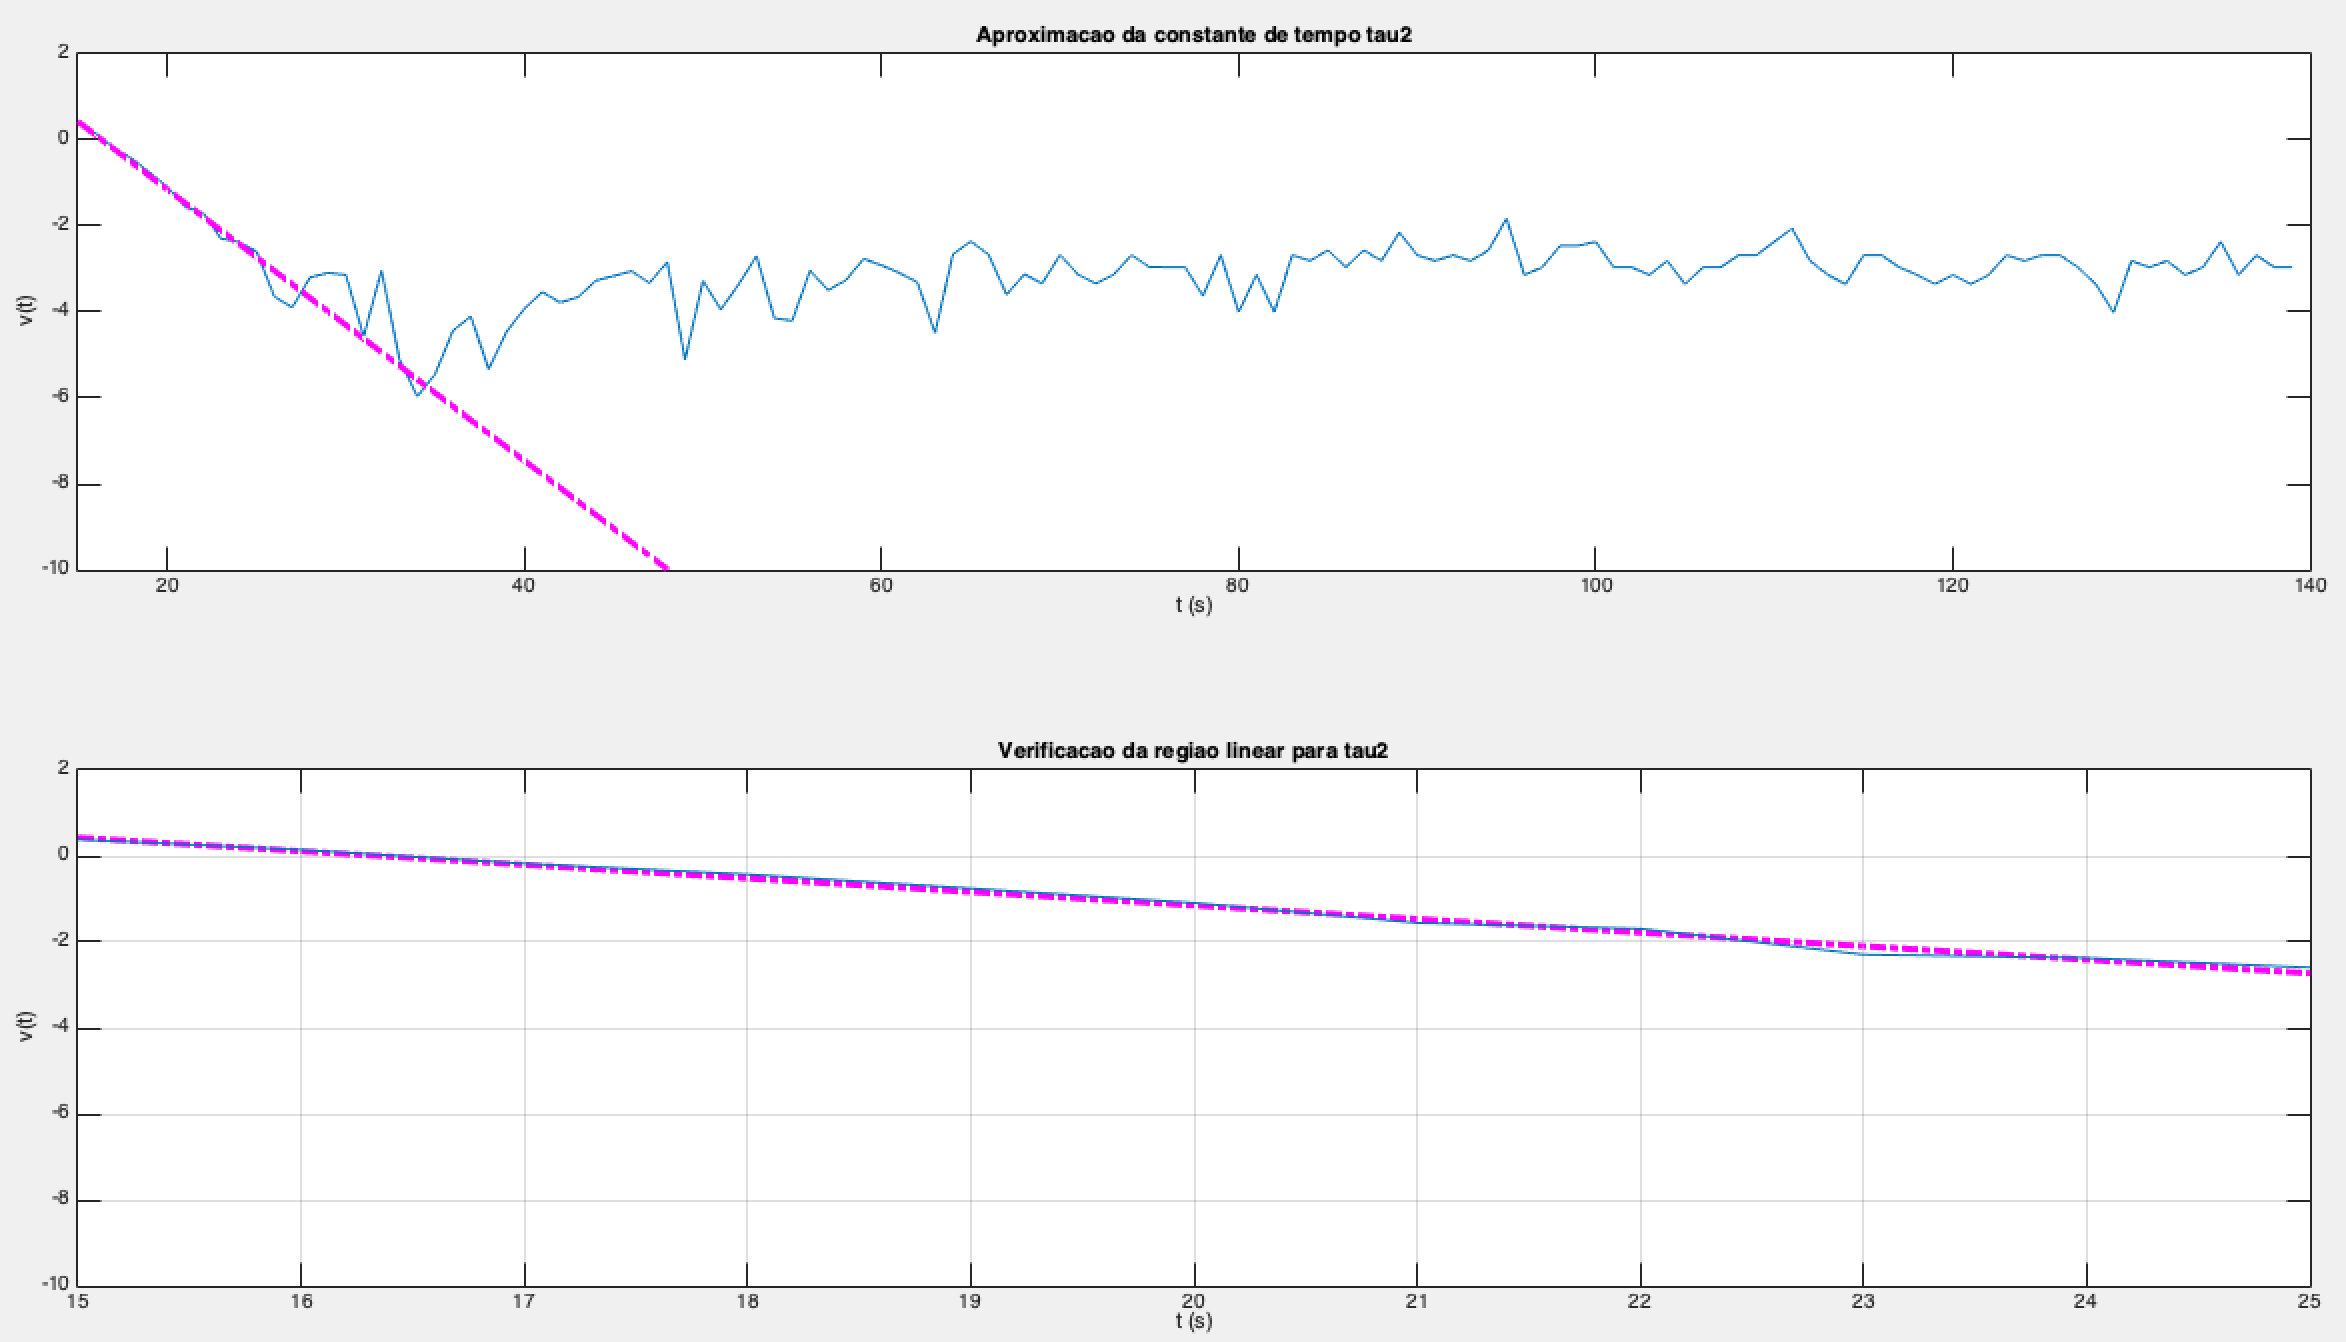 Aproximacao da constante de tempo tau2
2
0
-2
-4
-6
-8
-10
v(t)
20 40 60 80 100 120 140
t (s)
Verificacao da regiao linear para tau2
2
0
-2
-4
-6
-8
-10
v(t)
15 16 17 18 19 20 21 22 23 24 25
t (s)